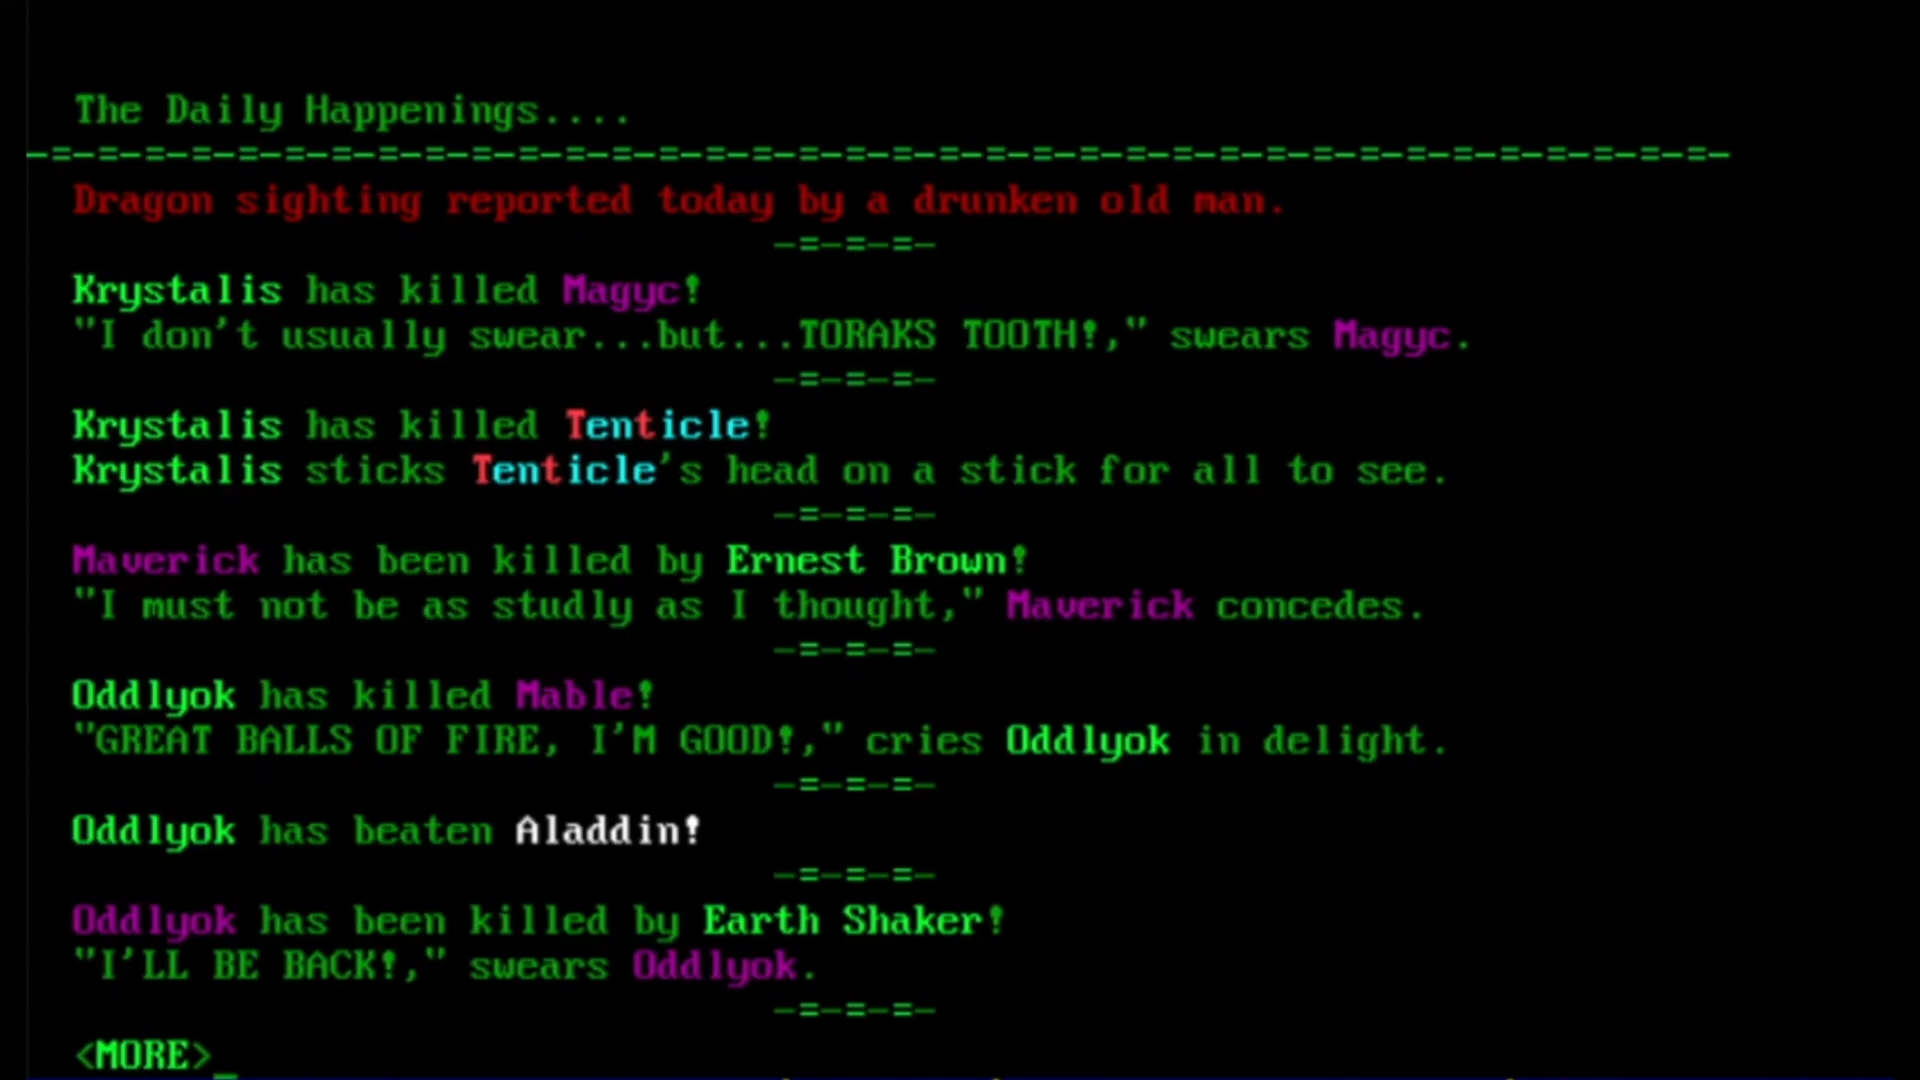 The Daily Happenings....
-=-=-=-=-=-=-=-=-=-=-=-=-=-=-=-=-=-=-=-=-=-=-=-=-=-=-=-=-=-=-=-=-=-=-=-=-
Dragon sighting reported today by a drunken old man.
-=-=-=-
Krystalis has killed Magyc!
"I don't usually swear...but...TORAKS TOOTH!," swears Magyc.
-=-=-=-
Krystalis has killed Tenticle!
Krystalis sticks Tenticle's head on a stick for all to see.
-=-=-=-
Maverick has been killed by Ernest Brown!
"I must not be as studly as I thought," Maverick concedes.
-=-=-=-
Oddlyok has killed Mable!
"GREAT BALLS OF FIRE, I'M GOOD!," cries Oddlyok in delight.
-=-=-=-
Oddlyok has beaten Aladdin!
-=-=-=-
Oddlyok has been killed by Earth Shaker!
"I'LL BE BACK!," swears Oddlyok.
-=-=-=-
<MORE>_